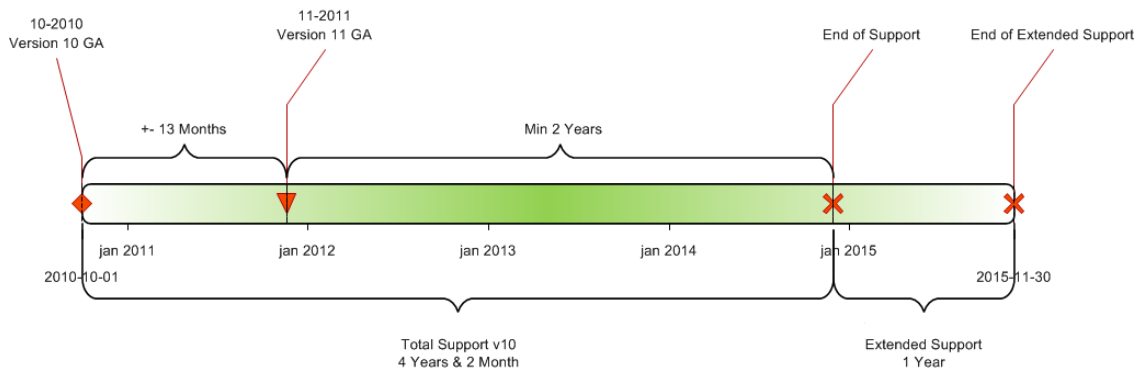 10-2010
Version 10 GA
11-2011
Version 11 GA
End of Support
End of Extended Support
+- 13 Months
Min 2 Years
jan 2011
jan 2012
jan 2013
jan 2014
jan 2015
2010-10-01
2015-11-30
Total Support v10
4 Years & 2 Month
Extended Support
1 Year